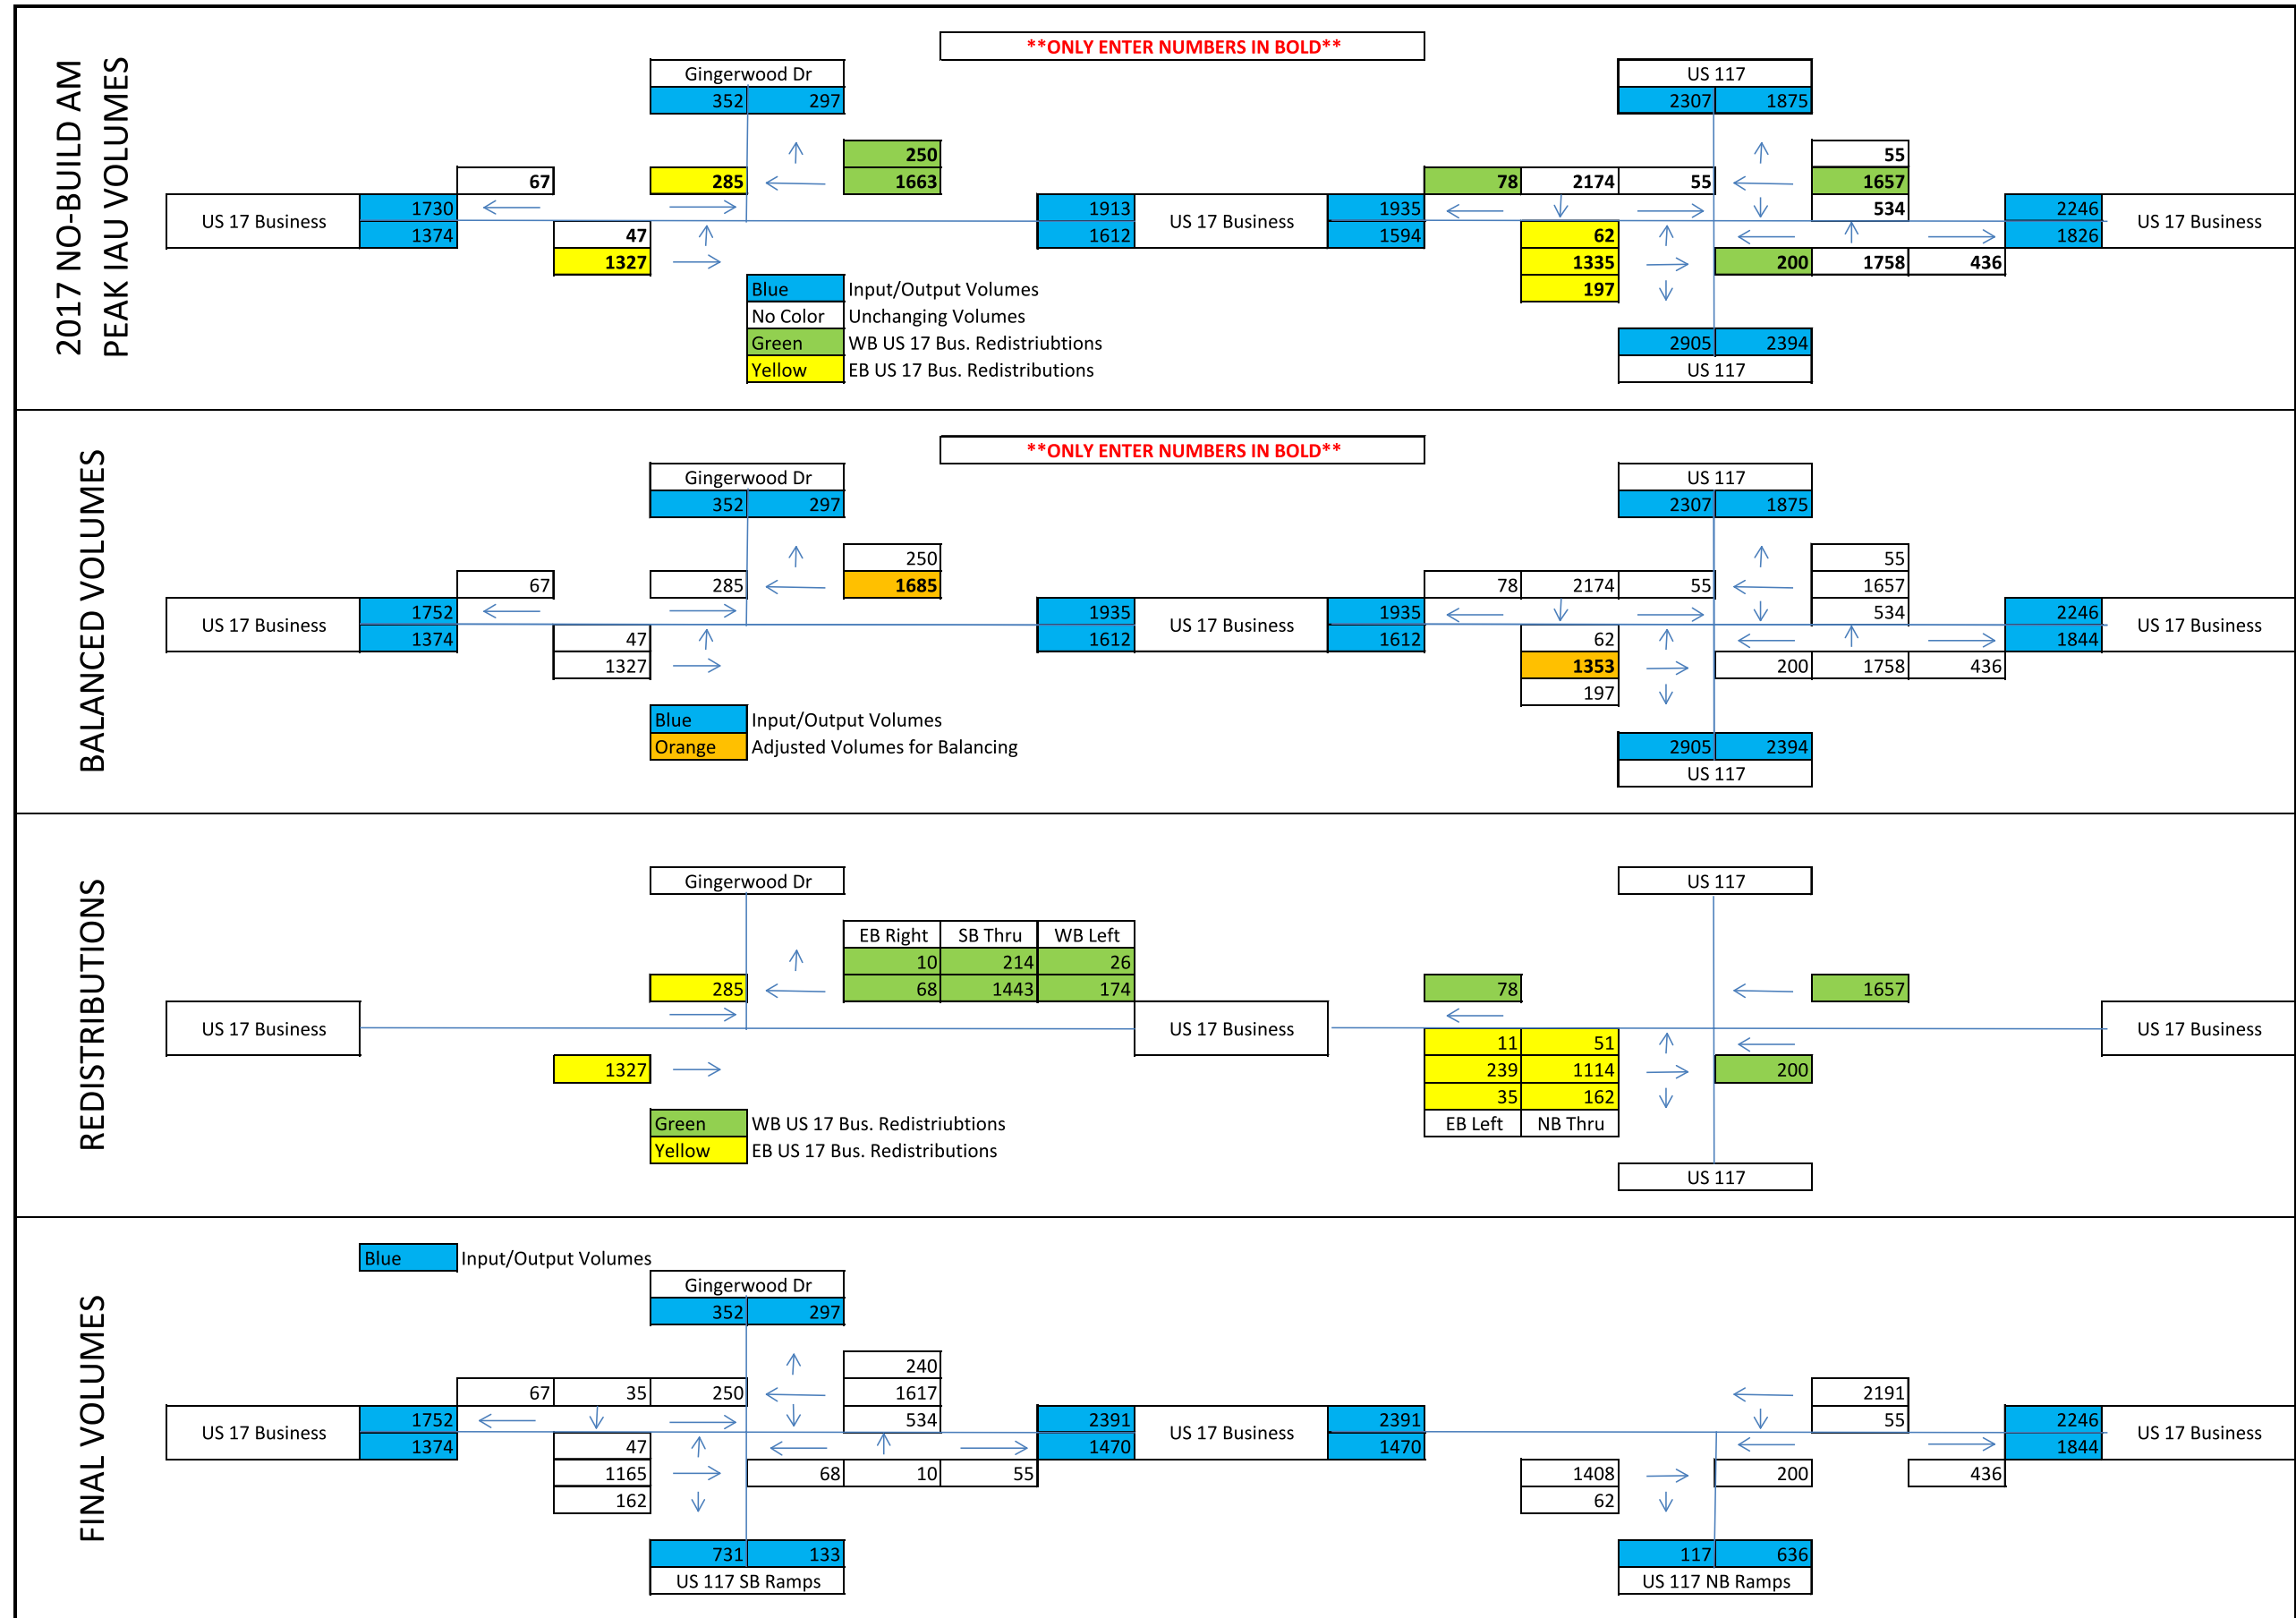 2017 NO-BUILD AM
PEAK IAU VOLUMES
**ONLY ENTER NUMBERS IN BOLD**
Gingerwood Dr US 117
352 297 2307 1875
250 55
67 285 1663 78 2174 55 1657
US 17 Business 1730 1913 US 17 Business 1935 534 2246 US 17 Business
1374 47 1612 1594 62 1826
1327 1335 200 1758 436
Blue Input/Output Volumes 197
No Color Unchanging Volumes
Green WB US 17 Bus. Redistriubtions 2905 2394
Yellow EB US 17 Bus. Redistributions US 117
BALANCED VOLUMES
**ONLY ENTER NUMBERS IN BOLD**
Gingerwood Dr US 117
352 297 2307 1875
250 55
67 285 1685 78 2174 55 1657
US 17 Business 1752 1935 US 17 Business 1935 534 2246 US 17 Business
1374 47 1612 1612 62 1844
1327 1353 200 1758 436
197
Blue Input/Output Volumes
Orange Adjusted Volumes for Balancing 2905 2394
US 117
REDISTRIBUTIONS
Gingerwood Dr US 117
EB Right SB Thru WB Left
10 214 26
285 68 1443 174 78 1657
US 17 Business US 17 Business US 17 Business
11 51
1327 239 1114 200
35 162
Green WB US 17 Bus. Redistriubtions EB Left NB Thru
Yellow EB US 17 Bus. Redistributions
US 117
FINAL VOLUMES
Blue Input/Output Volumes
Gingerwood Dr
352 297
240
67 35 250 1617 2191
US 17 Business 1752 534 2391 US 17 Business 2391 55 2246 US 17 Business
1374 47 1470 1470 1844
1165 68 10 55 1408 200 436
162 62
731 133 117 636
US 117 SB Ramps US 117 NB Ramps